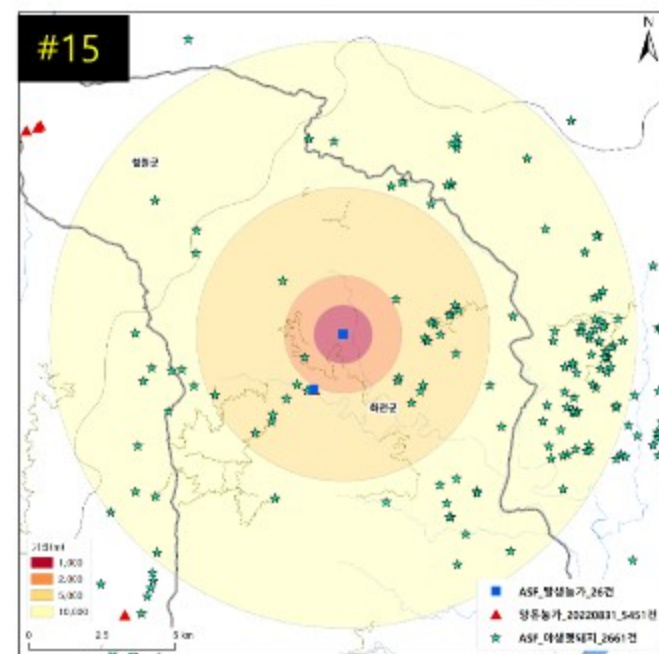 #15
N
철원군
화천군
거리(m)
1,000
2,000
5,000
10,000
0 2.5 5 km
ASF_발생농가_26건
양돈농가_20220831_5451건
ASF_야생멧돼지_2661건